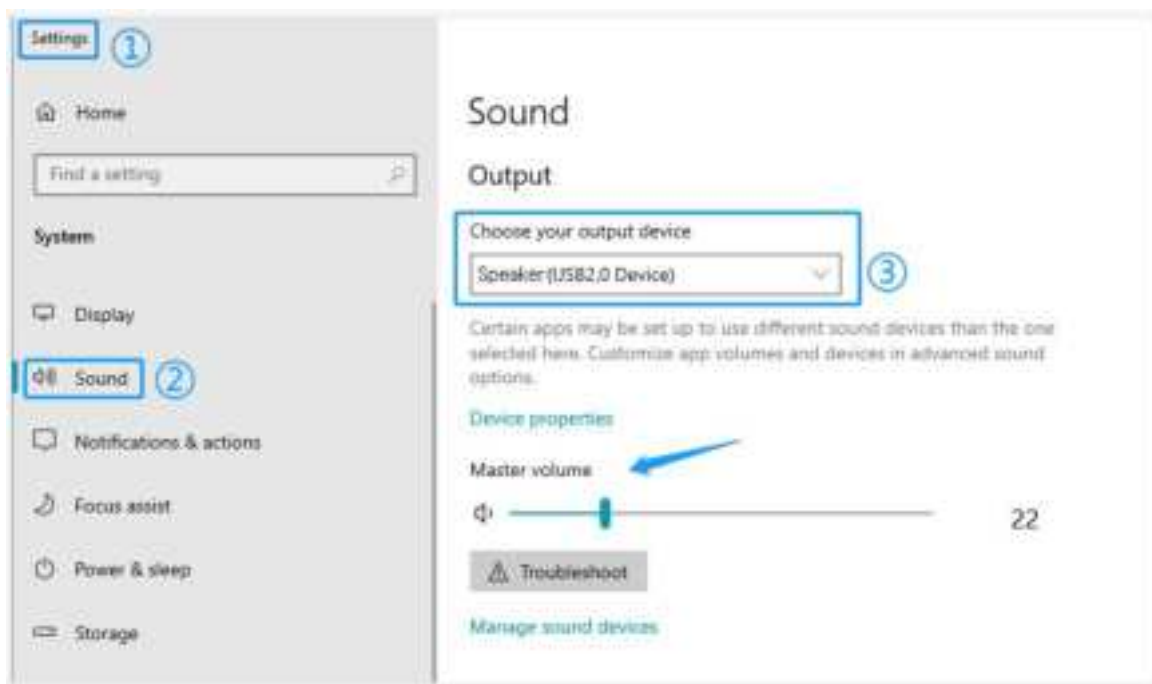 Settings
①
Home
Find a setting
System
Display
Sound
②
Notifications & actions
Focus assist
Power & sleep
Storage
Sound
Output
Choose your output device
Speaker (USB2,0 Device)
③
Certain apps may be set up to use different sound devices than the one
selected here. Customize app volumes and devices in advanced sound
options.
Device properties
Master volume
22
Troubleshoot
Manage sound devices